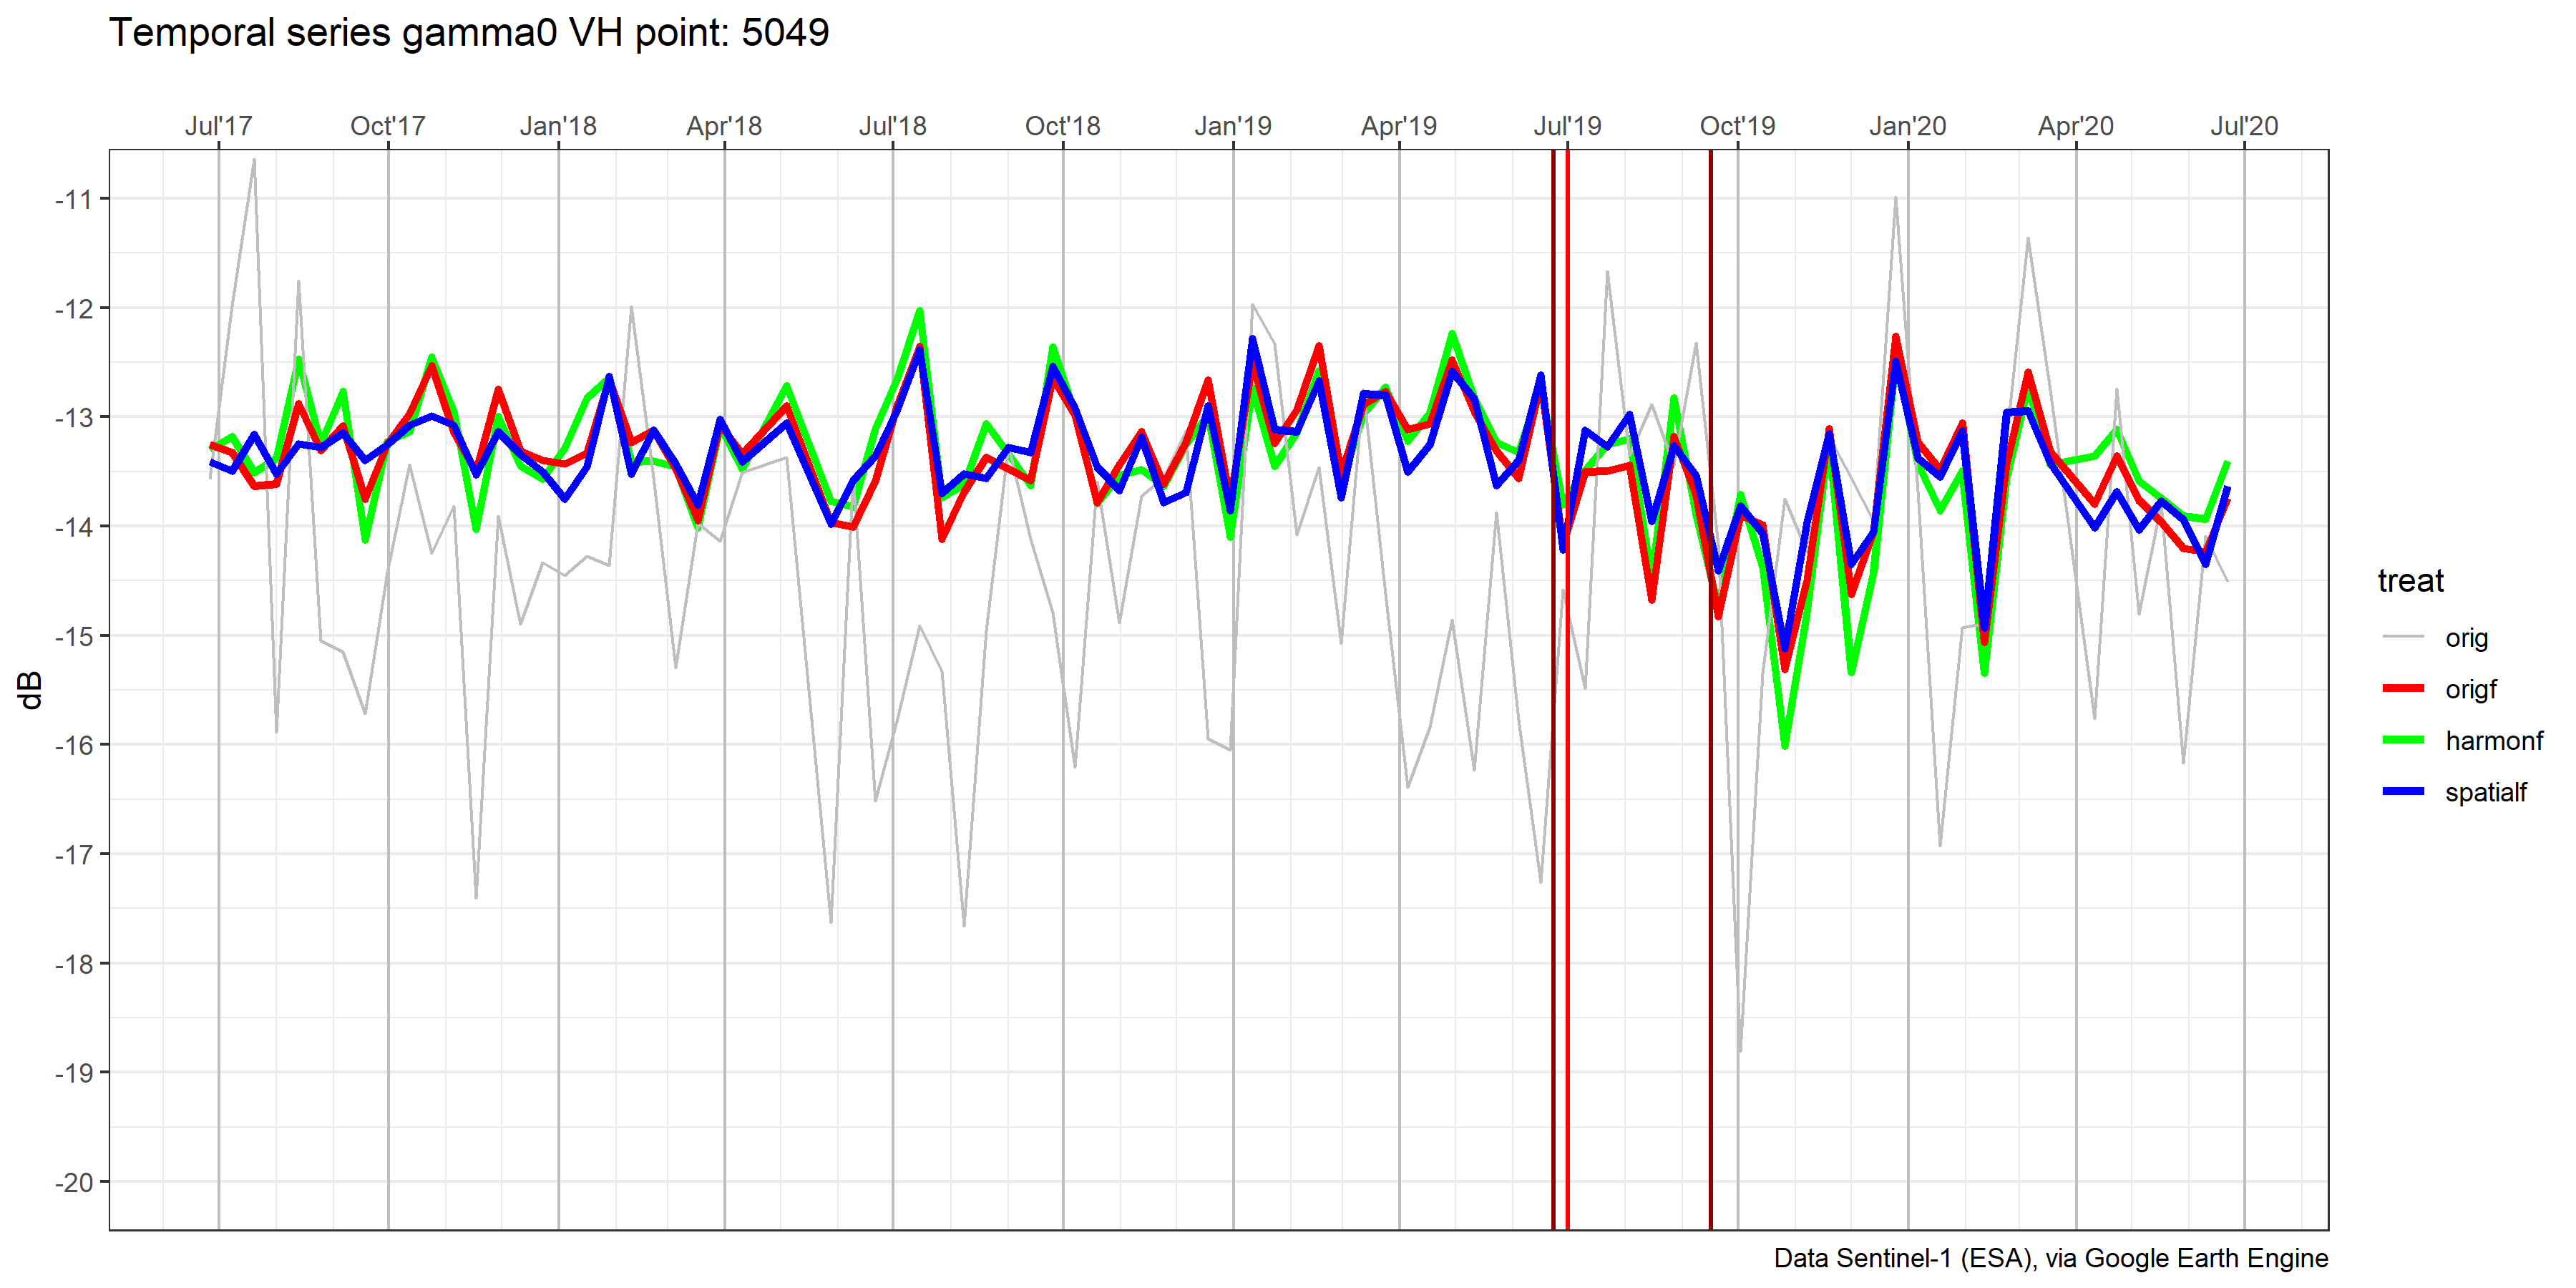 Temporal series gamma0 VH point: 5049
Jul'17 Oct'17 Jan'18 Apr'18 Jul'18 Oct'18 Jan'19 Apr'19 Jul'19 Oct'19 Jan'20 Apr'20 Jul'20
-11
-12
-13
-14
-15
-16
-17
-18
-19
-20
dB
treat
orig
origf
harmonf
spatialf
Data Sentinel-1 (ESA), via Google Earth Engine